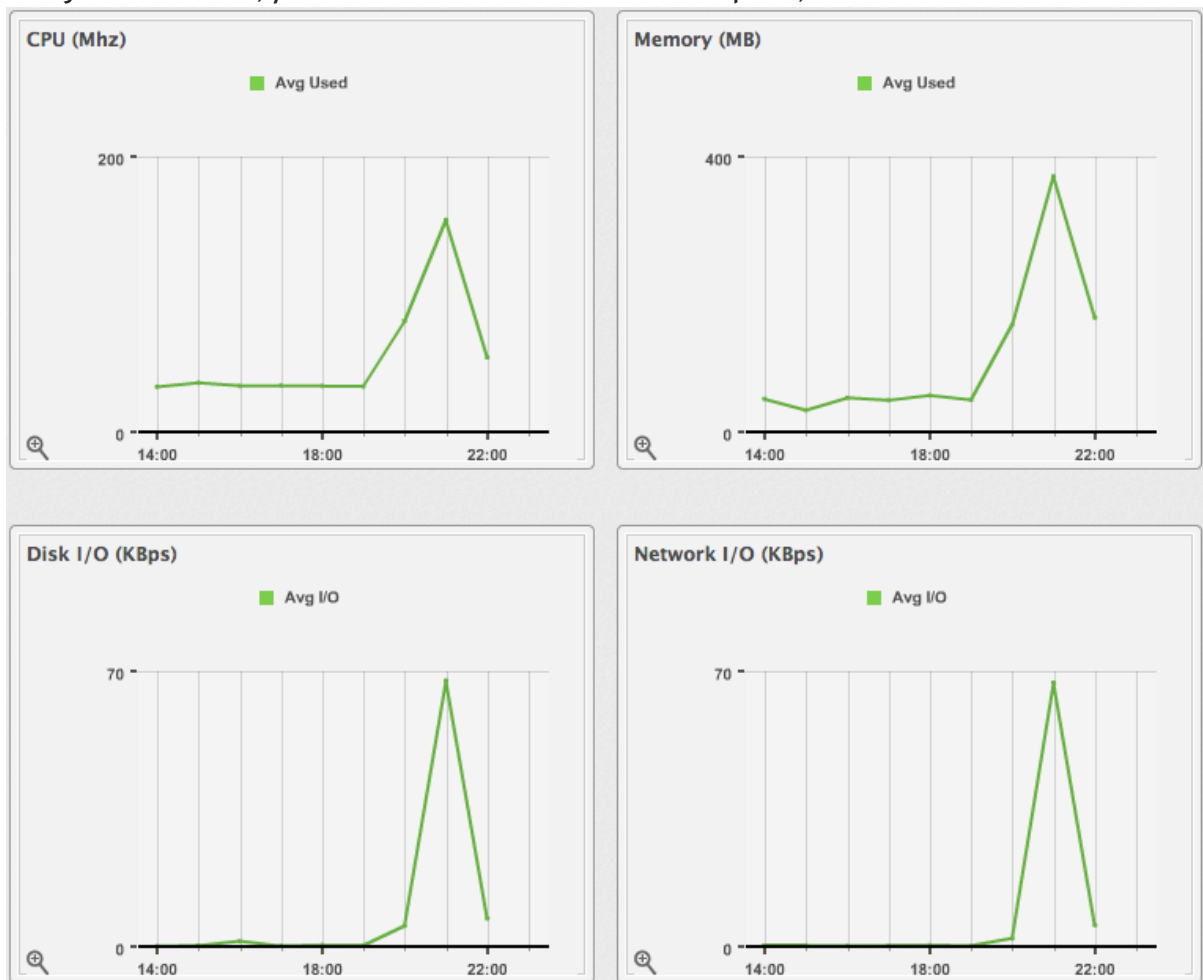 CPU (Mhz)
Avg Used
200
0
14:00 18:00 22:00
Memory (MB)
Avg Used
400
0
14:00 18:00 22:00
Disk I/O (KBps)
Avg I/O
70
0
14:00 18:00 22:00
Network I/O (KBps)
Avg I/O
70
0
14:00 18:00 22:00